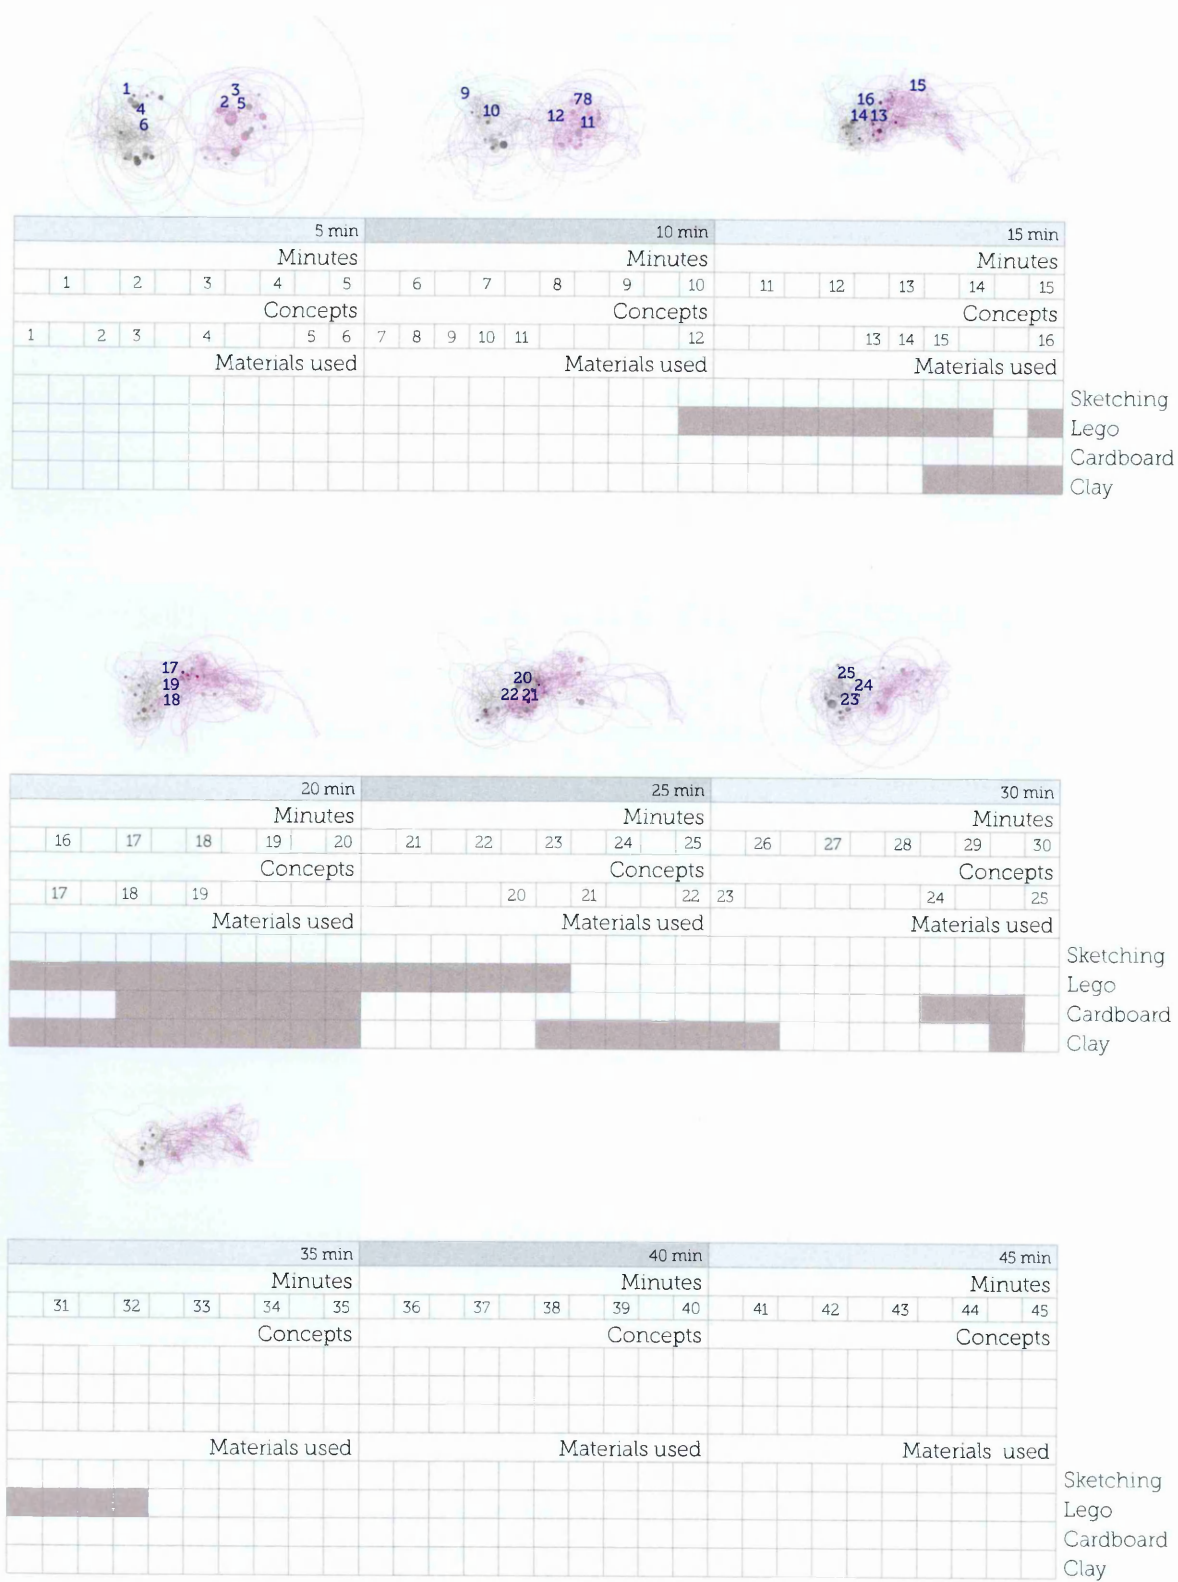 1 3
2 5
4
6
9 78
10 12 11
15
16
14 13
5 min 10 min 15 min
Minutes Minutes Minutes
1 2 3 4 5 6 7 8 9 10 11 12 13 14 15
Concepts Concepts Concepts
1 2 3 4 5 6 7 8 9 10 11 12 13 14 15 16
Materials used Materials used Materials used
Sketching
Lego
Cardboard
Clay
17
19
18
20
22 21
25
24
23
20 min 25 min 30 min
Minutes Minutes Minutes
16 17 18 19 20 21 22 23 24 25 26 27 28 29 30
Concepts Concepts Concepts
17 18 19 20 21 22 23 24 25
Materials used Materials used Materials used
Sketching
Lego
Cardboard
Clay
35 min 40 min 45 min
Minutes Minutes Minutes
31 32 33 34 35 36 37 38 39 40 41 42 43 44 45
Concepts Concepts Concepts
Materials used Materials used Materials used
Sketching
Lego
Cardboard
Clay